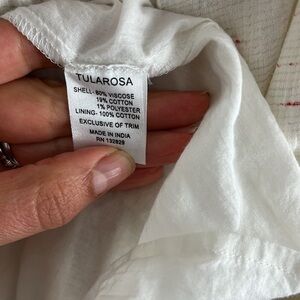 TULAROSA
SHELL- 80% VISCOSE
19% COTTON
1% POLYESTER
LINING- 100% COTTON
EXCLUSIVE OF TRIM
MADE IN INDIA
RN 132829